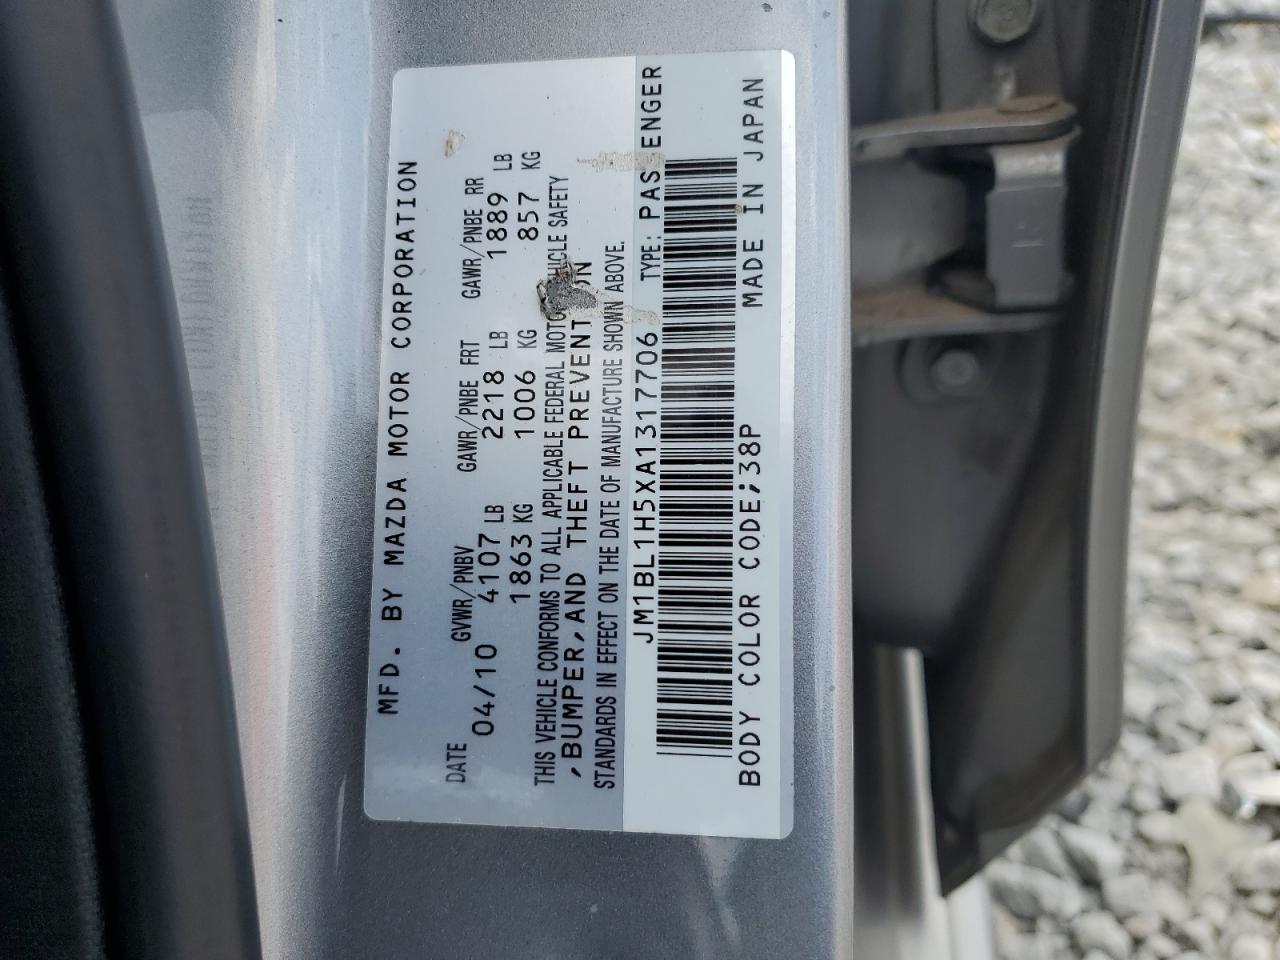 MFD. BY MAZDA MOTOR CORPORATION
DATE GVWR/PNBV GAWR/PNBE FRT GAWR/PNBE RR
04/10 4107 LB 2218 LB 1889 LB
1863 KG 1006 KG 857 KG
THIS VEHICLE CONFORMS TO ALL APPLICABLE FEDERAL MOTOR VEHICLE SAFETY
,BUMPER,AND THEFT PREVENTION
STANDARDS IN EFFECT ON THE DATE OF MANUFACTURE SHOWN ABOVE.
JM1BL1H5XA1317706 TYPE: PASSENGER
BODY COLOR CODE;38P MADE IN JAPAN